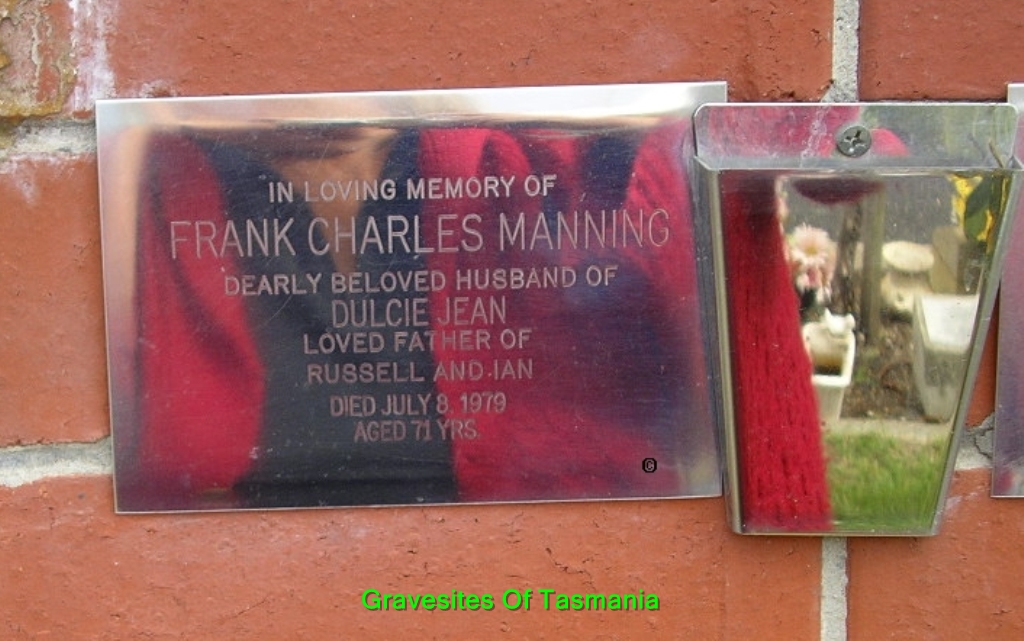 IN LOVING MEMORY OF
FRANK CHARLES MANNING
DEARLY BELOVED HUSBAND OF
DULCIE JEAN
LOVED FATHER OF
RUSSELL AND IAN
DIED JULY 8, 1979
AGED 71 YRS.
©
Gravesites Of Tasmania